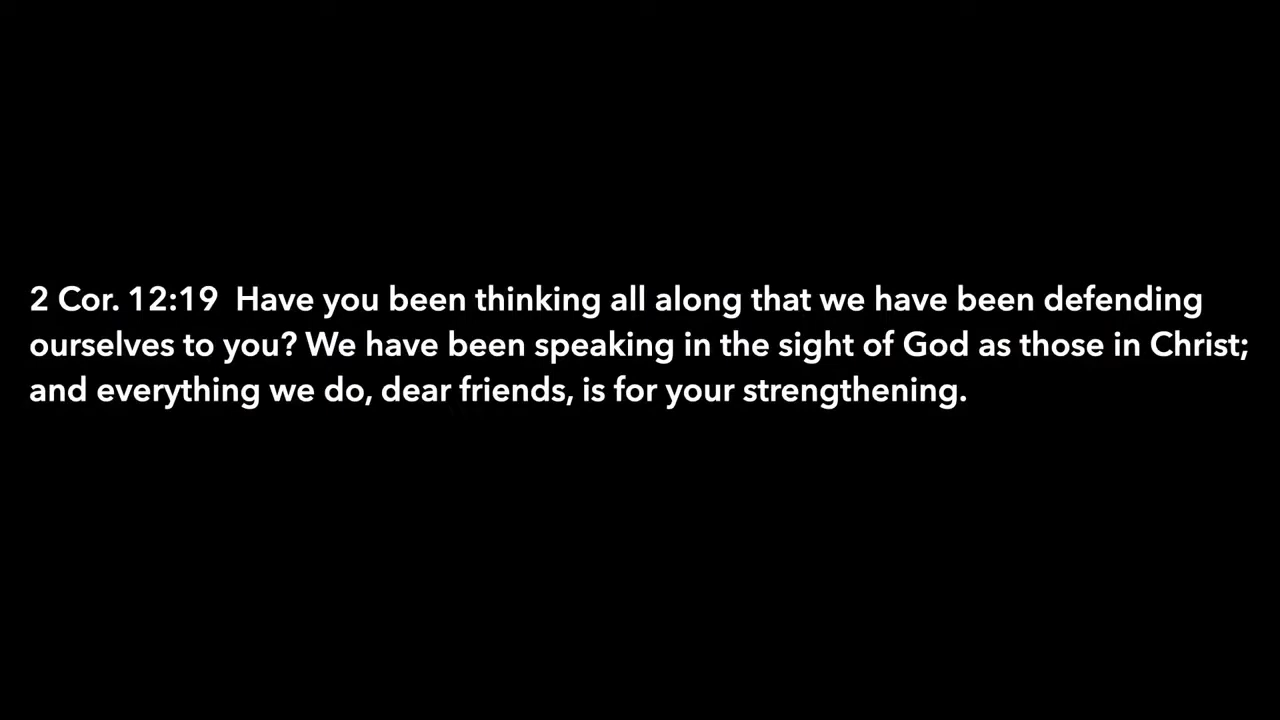 2 Cor. 12:19  Have you been thinking all along that we have been defending
ourselves to you? We have been speaking in the sight of God as those in Christ;
and everything we do, dear friends, is for your strengthening.